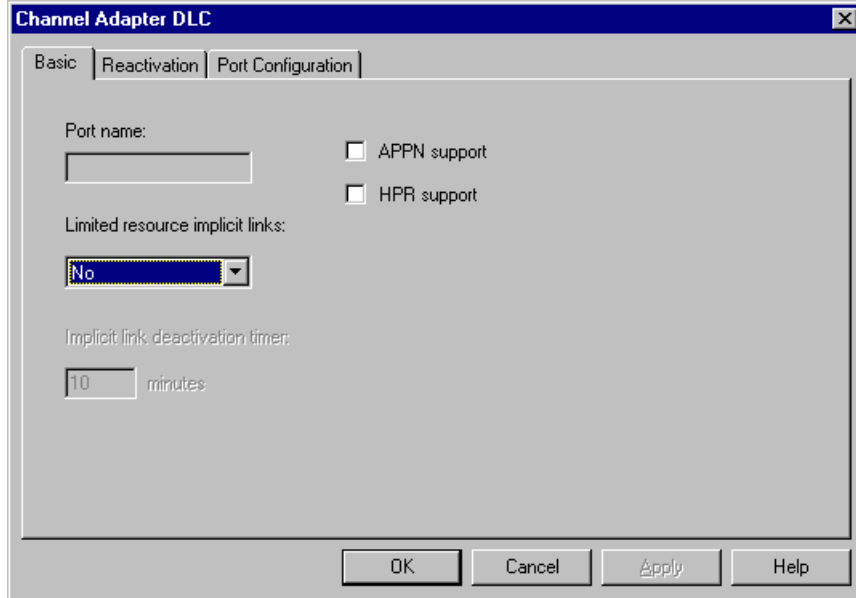 Channel Adapter DLC
Basic Reactivation Port Configuration
Port name:
APPN support
HPR support
Limited resource implicit links:
No
Implicit link deactivation timer:
10 minutes
OK Cancel Apply Help